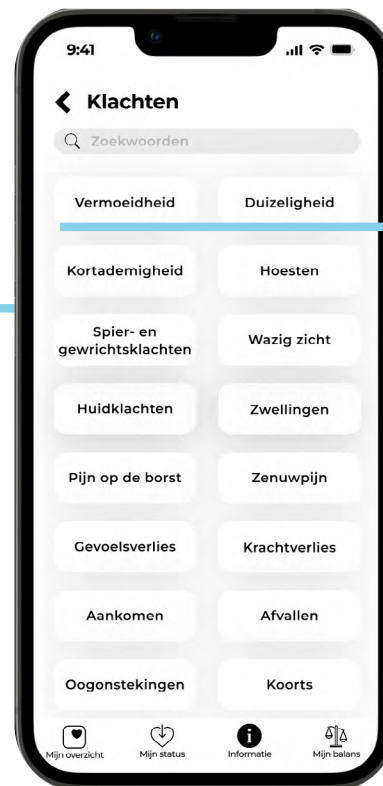 9:41
Klachten
Zoekwoorden
Vermoeidheid
Duizeligheid
Kortademigheid
Hoesten
Spier- en
gewrichtsklachten
Wazig zicht
Huidklachten
Zwellingen
Pijn op de borst
Zenuwpijn
Gevoelsverlies
Krachtverlies
Aankomen
Afvallen
Oogonstekingen
Koorts
Mijn overzicht
Mijn status
Informatie
Mijn balans